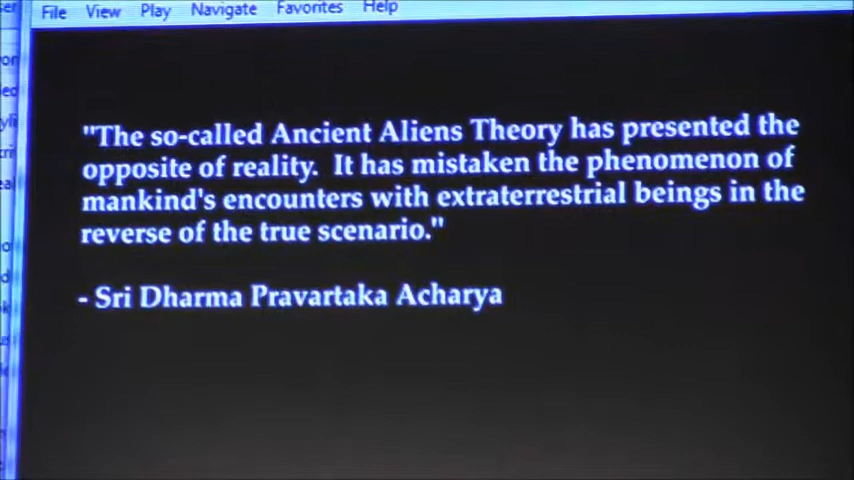 File View Play Navigate Favorites Help
"The so-called Ancient Aliens Theory has presented the
opposite of reality. It has mistaken the phenomenon of
mankind's encounters with extraterrestrial beings in the
reverse of the true scenario."
- Sri Dharma Pravartaka Acharya